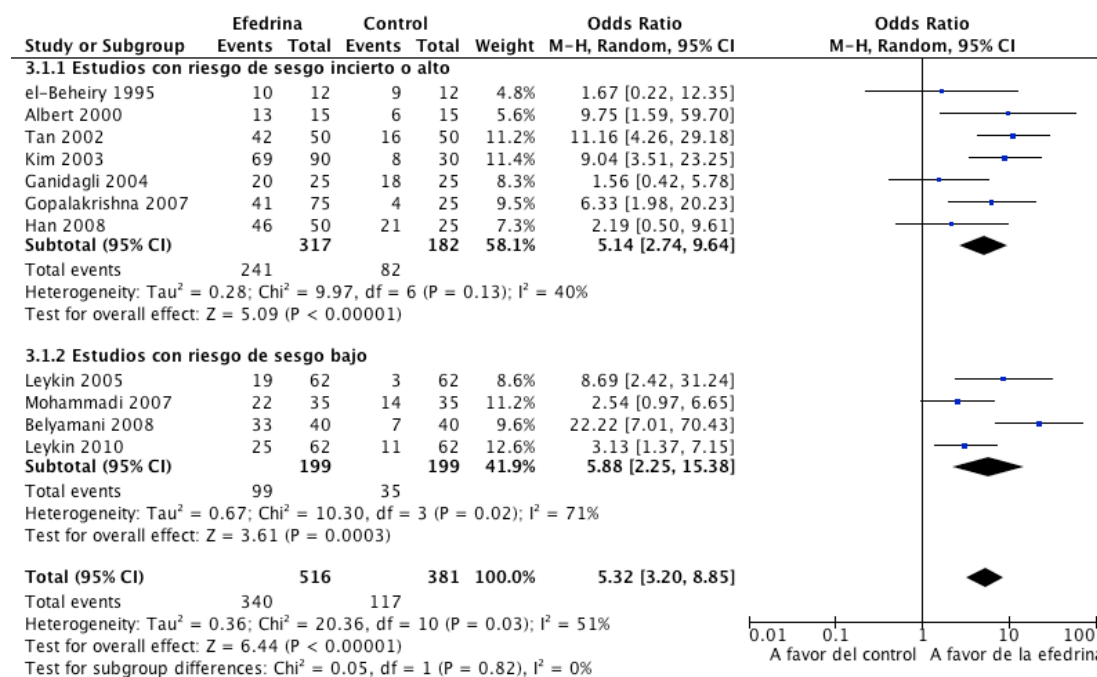 Efedrina Control Odds Ratio Odds Ratio
Study or Subgroup Events Total Events Total Weight M-H, Random, 95% CI M-H, Random, 95% CI
3.1.1 Estudios con riesgo de sesgo incierto o alto
el-Beheiry 1995 10 12 9 12 4.8% 1.67 [0.22, 12.35]
Albert 2000 13 15 6 15 5.6% 9.75 [1.59, 59.70]
Tan 2002 42 50 16 50 11.2% 11.16 [4.26, 29.18]
Kim 2003 69 90 8 30 11.4% 9.04 [3.51, 23.25]
Ganidagli 2004 20 25 18 25 8.3% 1.56 [0.42, 5.78]
Gopalakrishna 2007 41 75 4 25 9.5% 6.33 [1.98, 20.23]
Han 2008 46 50 21 25 7.3% 2.19 [0.50, 9.61]
Subtotal (95% CI) 317 182 58.1% 5.14 [2.74, 9.64]
Total events 241 82
Heterogeneity: Tau² = 0.28; Chi² = 9.97, df = 6 (P = 0.13); I² = 40%
Test for overall effect: Z = 5.09 (P < 0.00001)
3.1.2 Estudios con riesgo de sesgo bajo
Leykin 2005 19 62 3 62 8.6% 8.69 [2.42, 31.24]
Mohammadi 2007 22 35 14 35 11.2% 2.54 [0.97, 6.65]
Belyamani 2008 33 40 7 40 9.6% 22.22 [7.01, 70.43]
Leykin 2010 25 62 11 62 12.6% 3.13 [1.37, 7.15]
Subtotal (95% CI) 199 199 41.9% 5.88 [2.25, 15.38]
Total events 99 35
Heterogeneity: Tau² = 0.67; Chi² = 10.30, df = 3 (P = 0.02); I² = 71%
Test for overall effect: Z = 3.61 (P = 0.0003)
Total (95% CI) 516 381 100.0% 5.32 [3.20, 8.85]
Total events 340 117
Heterogeneity: Tau² = 0.36; Chi² = 20.36, df = 10 (P = 0.03); I² = 51%
Test for overall effect: Z = 6.44 (P < 0.00001)
Test for subgroup differences: Chi² = 0.05, df = 1 (P = 0.82), I² = 0%
0.01 0.1 1 10 100
A favor del control A favor de la efedrina